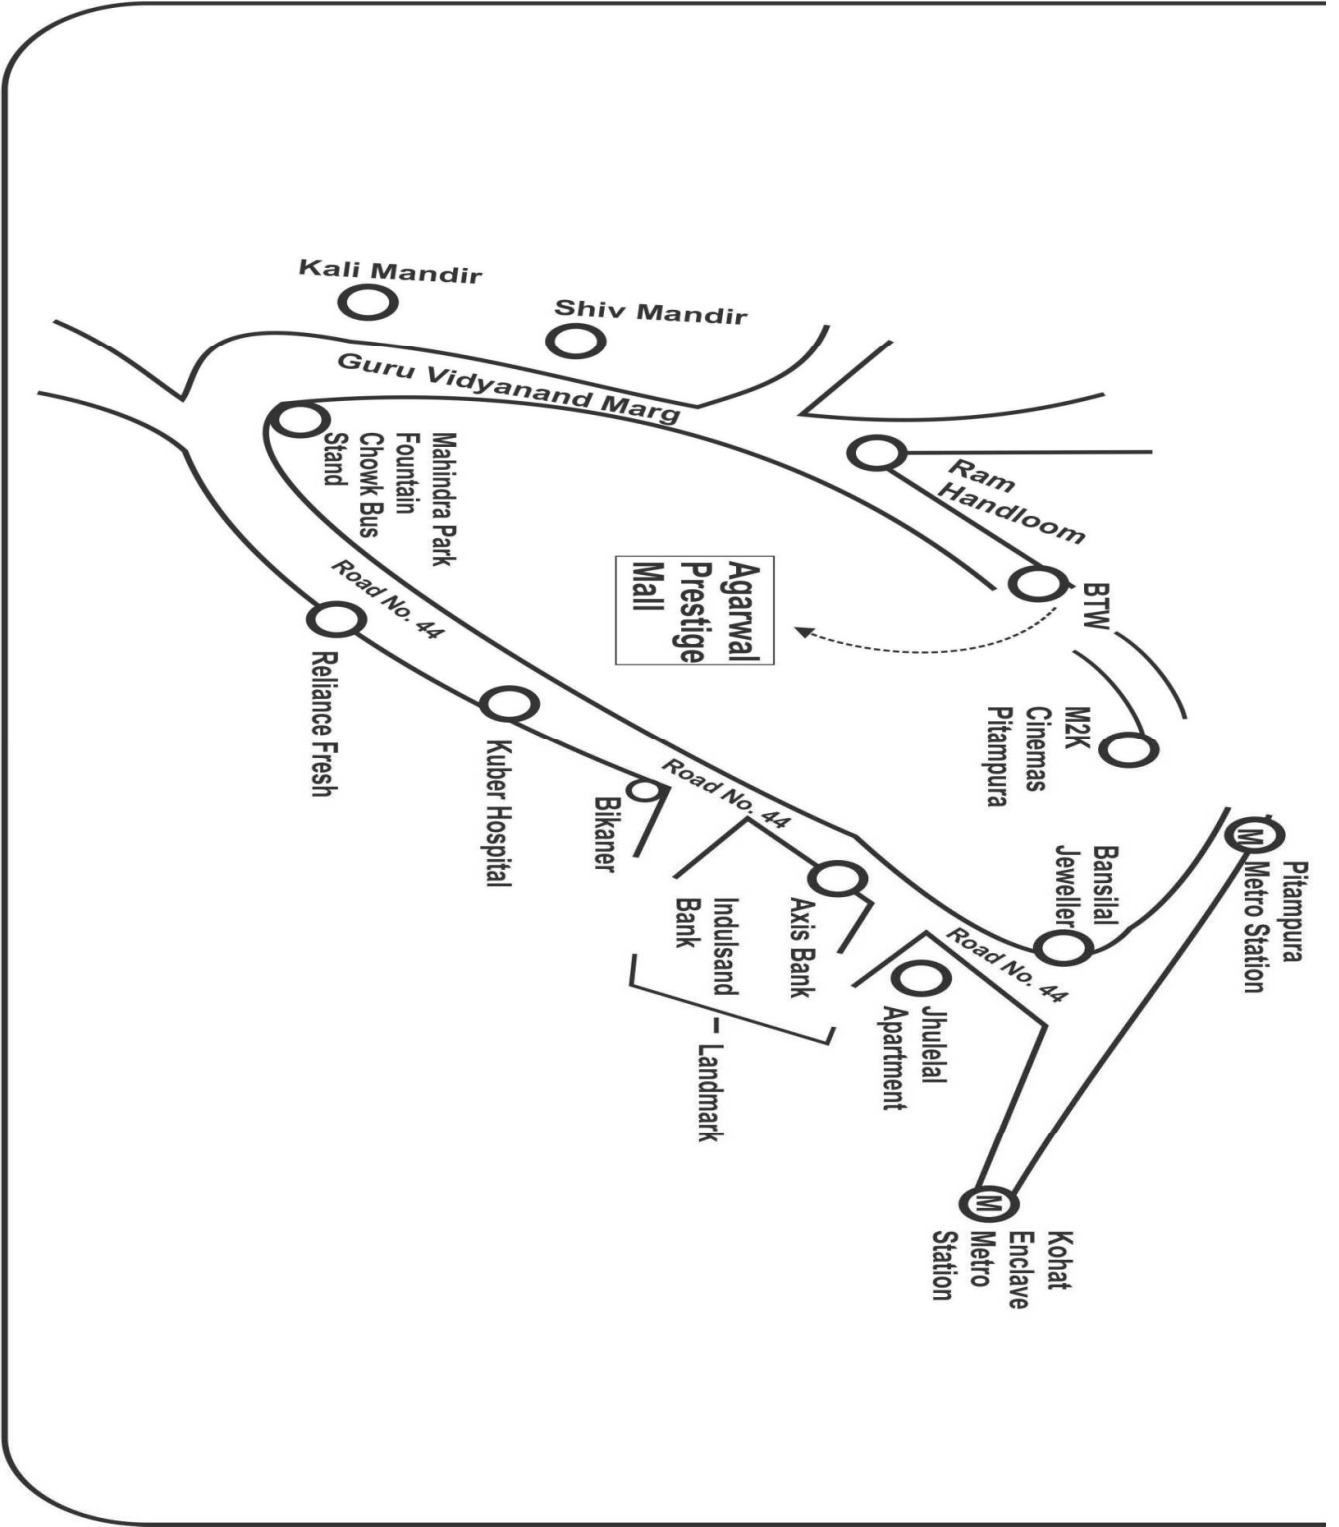 Kali Mandir
Shiv Mandir
Guru Vidyanand Marg
Ram
Handloom
BTW
Mahindra Park
Fountain
Chowk Bus
Stand
Agarwal
Prestige
Mall
M2K
Cinemas
Pitampura
Pitampura
M Metro Station
Bansilal
Jeweller
Road No. 44
Reliance Fresh
Kuber Hospital
Road No. 44
Bikaner
Axis Bank
Indulsand
Bank
– Landmark
Road No. 44
Jhulelal
Apartment
M
Kohat
Enclave
Metro
Station